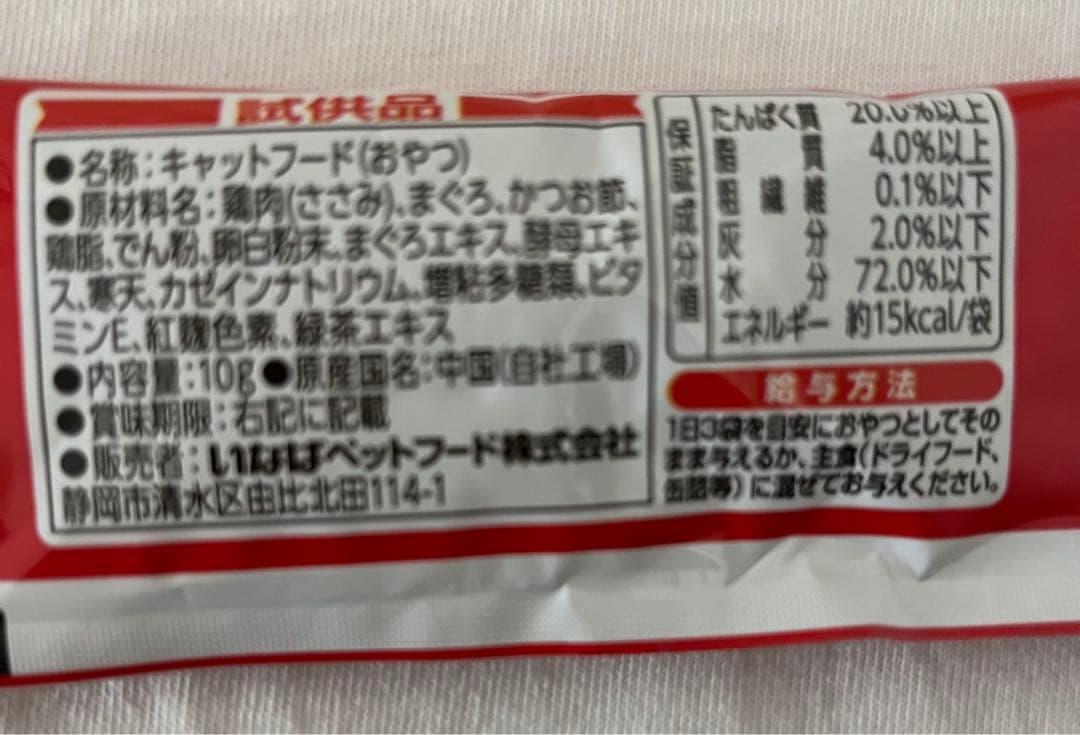 試供品
●名称：キャットフード(おやつ)
●原材料名：鶏肉(ささみ)、まぐろ、かつお節、
鶏脂、でん粉、卵白粉末、まぐろエキス、酵母エキ
ス、寒天、カゼインナトリウム、増粘多糖類、ビタ
ミンE、紅麹色素、緑茶エキス
●内容量：10g ●原産国名：中国(自社工場)
●賞味期限：右記に記載
●販売者：いなばペットフード株式会社
静岡市清水区由比北田114-1
保証成分値
たんぱく質 20.0%以上
脂質 4.0%以上
粗繊維 0.1%以下
灰分 2.0%以下
水分 72.0%以下
エネルギー 約15kcal/袋
給与方法
1日3袋を目安におやつとしてその
まま与えるか、主食(ドライフード、
缶詰等)に混ぜてお与えください。